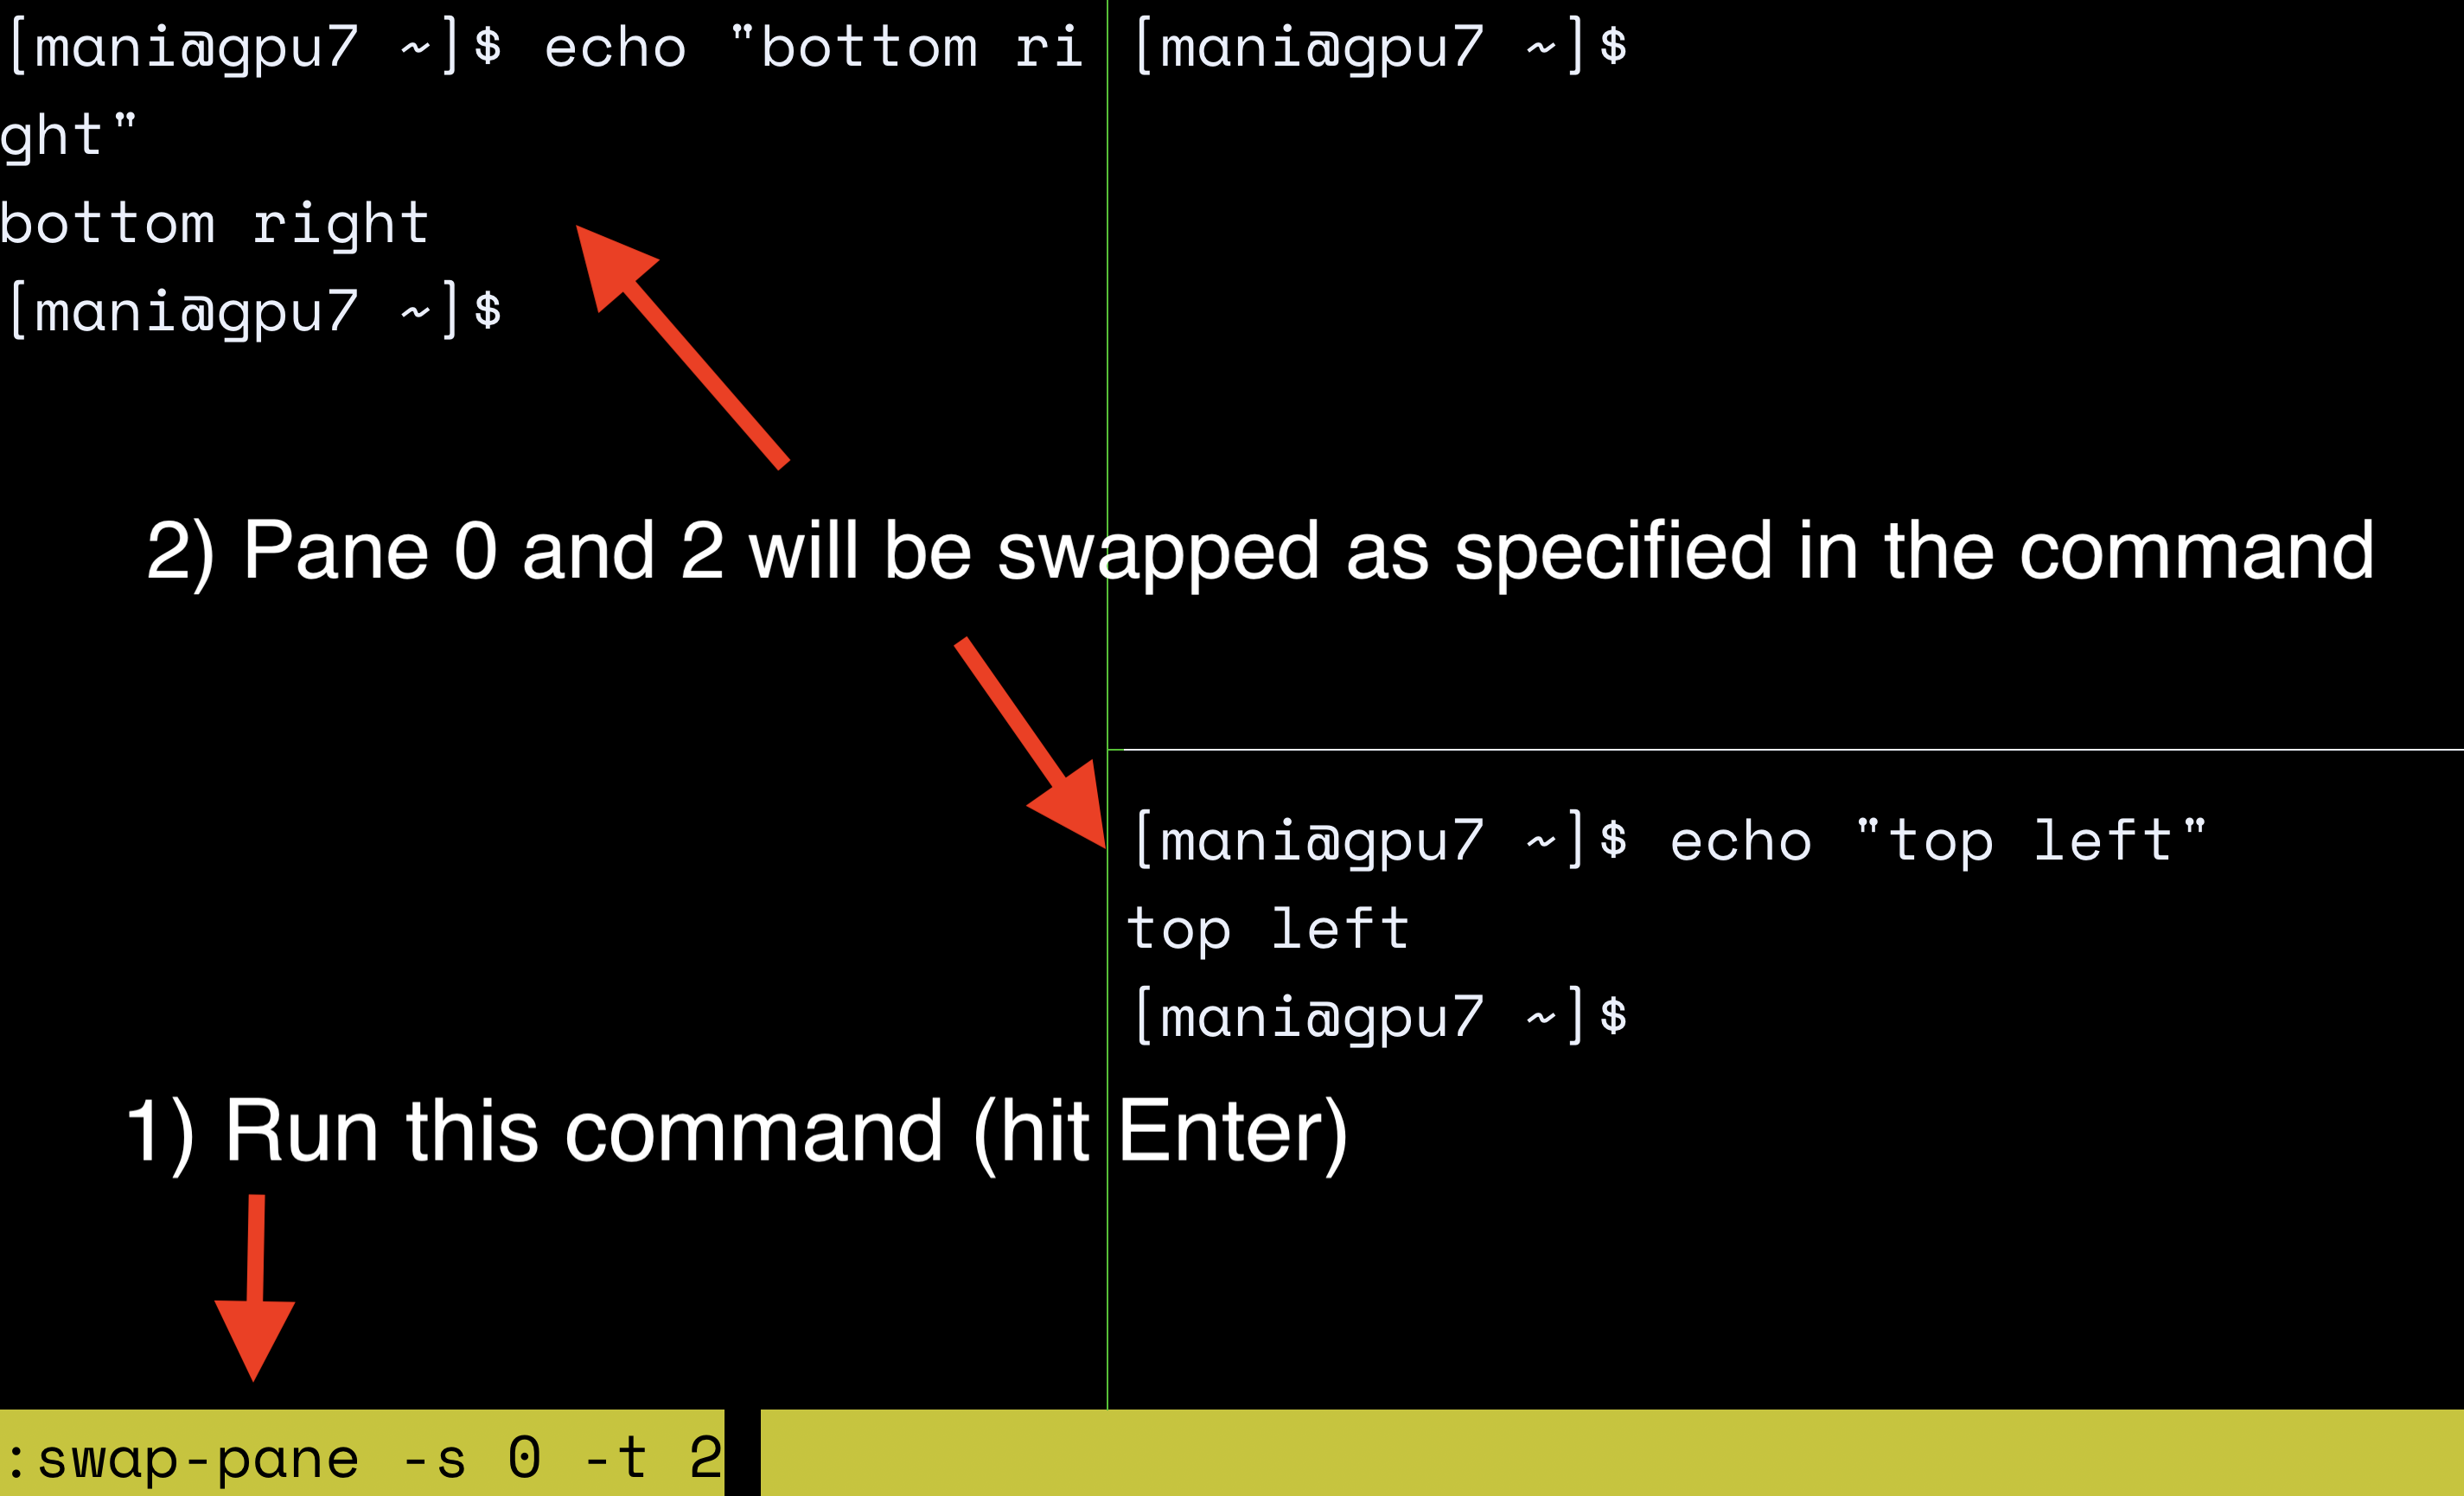 [mani@gpu7 ~]$ echo "bottom ri
ght"
bottom right
[mani@gpu7 ~]$
[mani@gpu7 ~]$
2) Pane 0 and 2 will be swapped as specified in the command
[mani@gpu7 ~]$ echo "top left"
top left
[mani@gpu7 ~]$
1) Run this command (hit Enter)
:swap-pane -s 0 -t 2